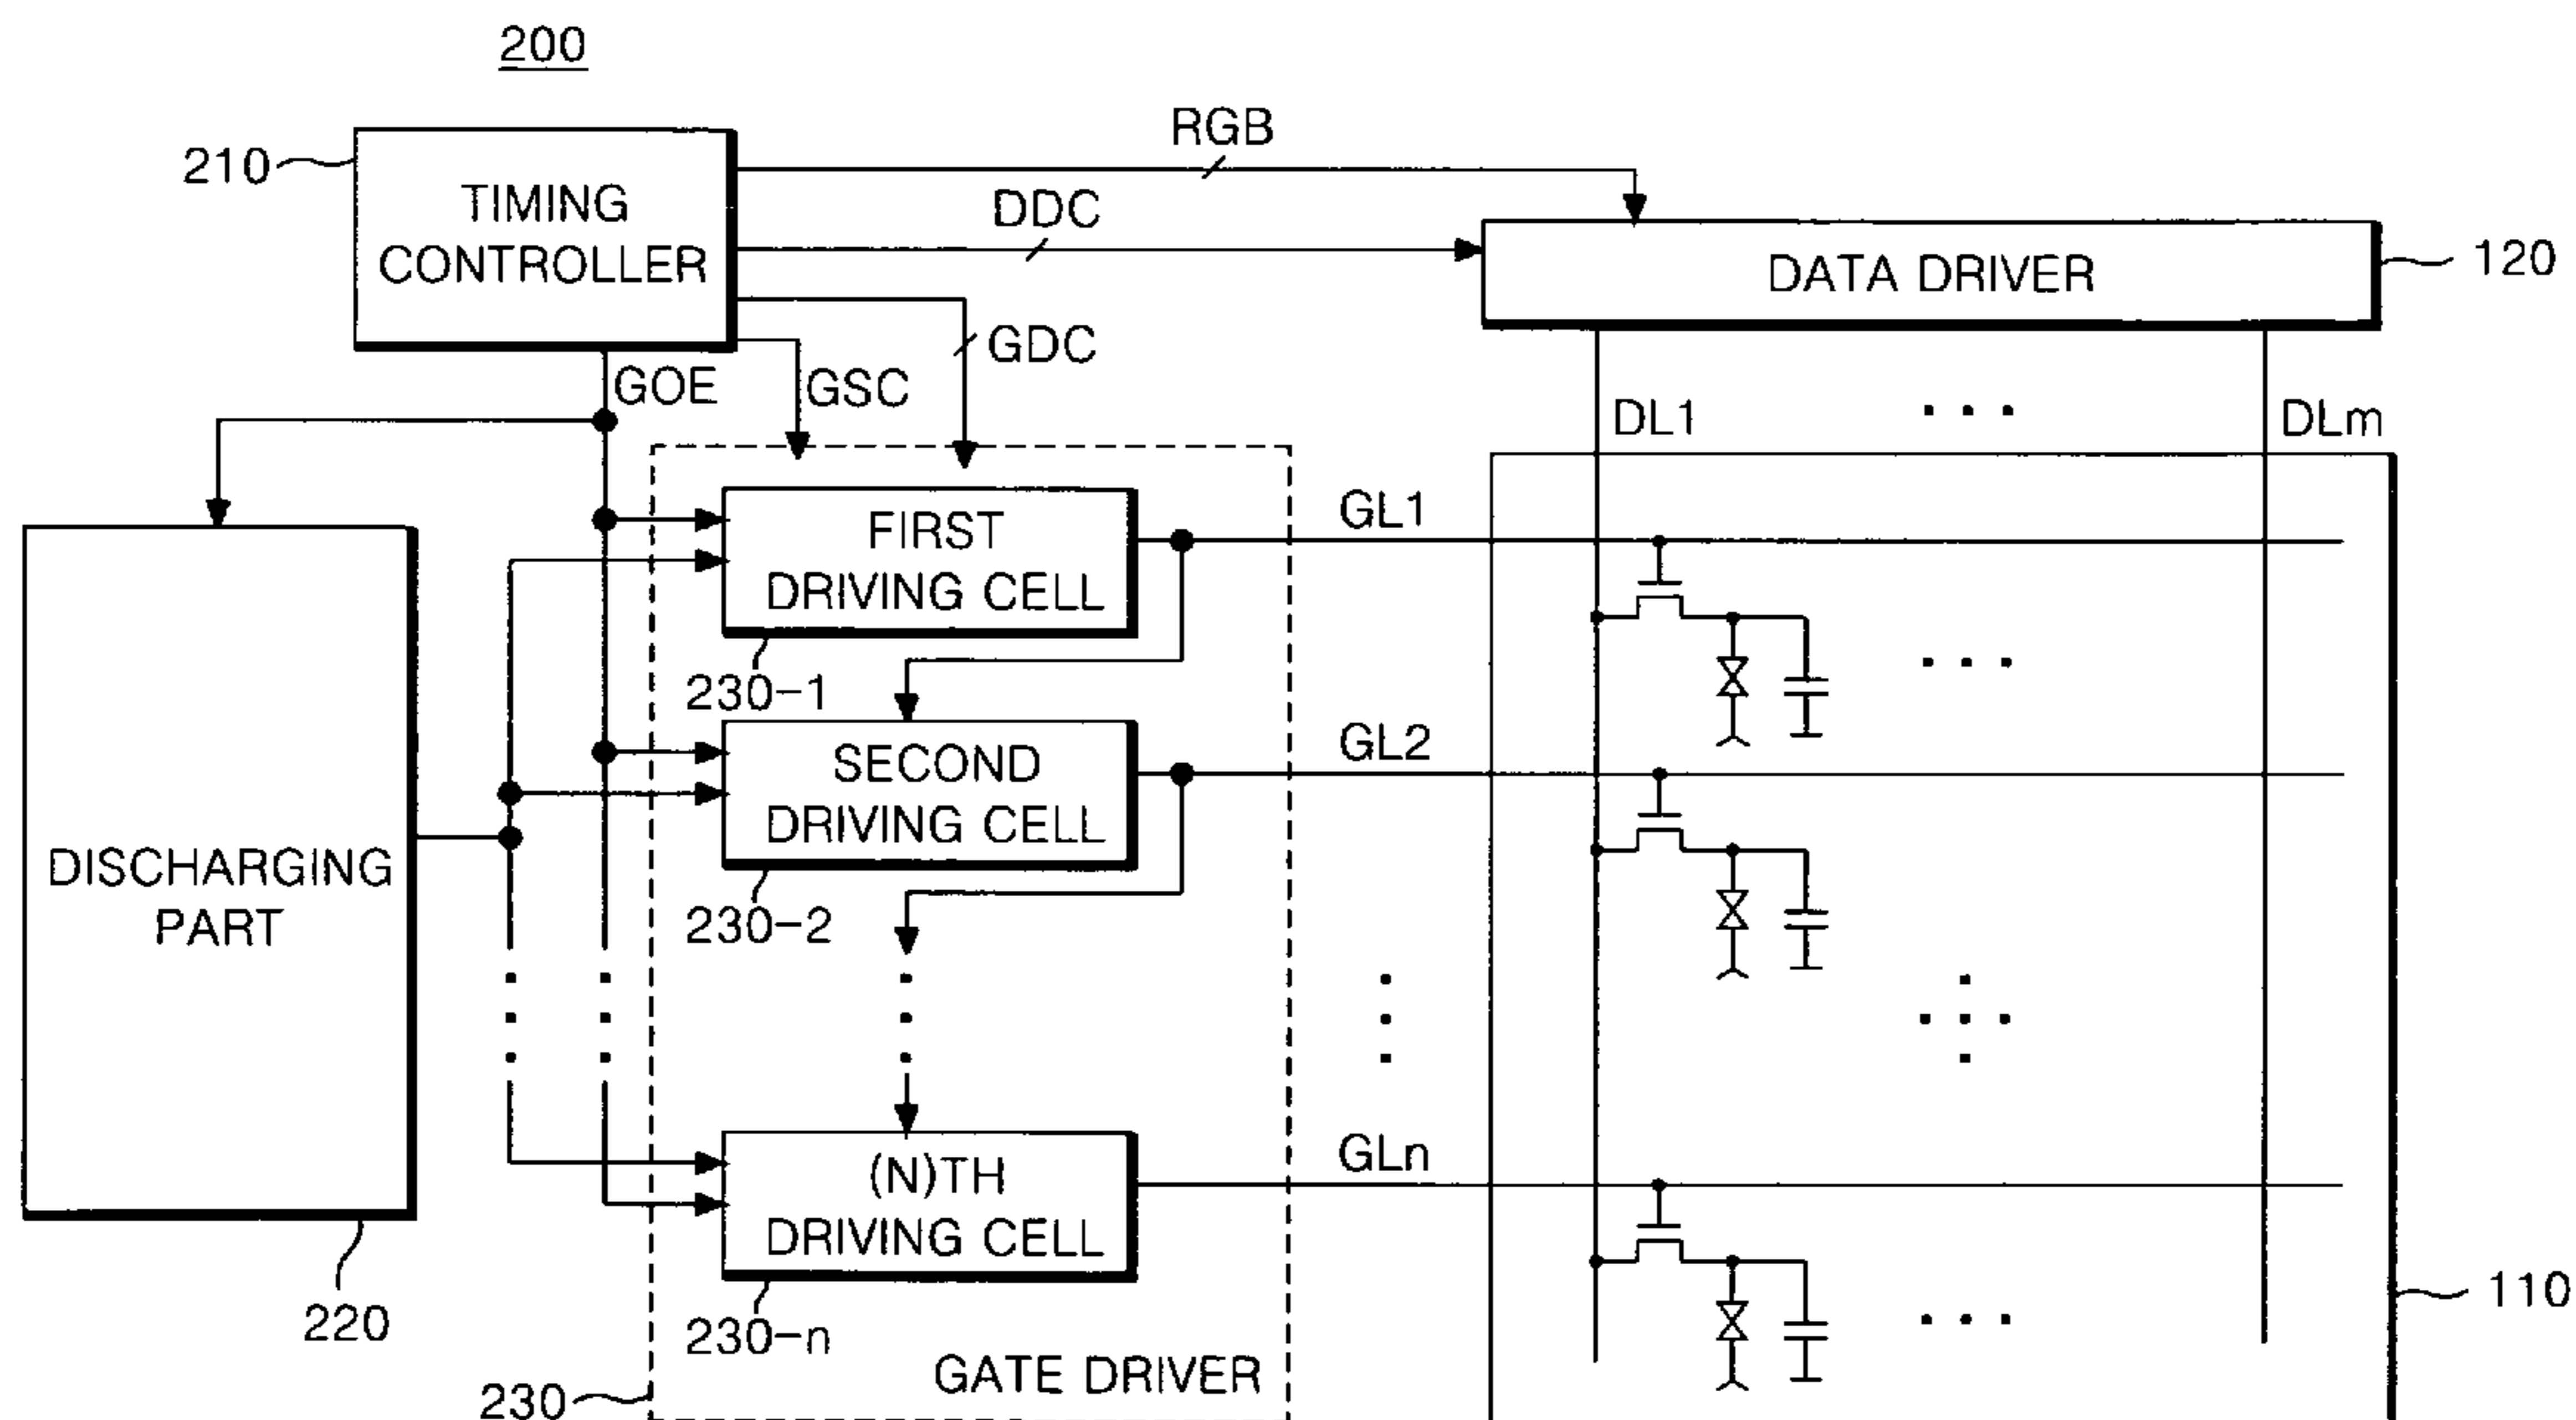 200
RGB
210
TIMING
CONTROLLER
DDC
DATA DRIVER
120
GDC
GOE
GSC
DL1
DLm
FIRST
DRIVING CELL
GL1
230-1
SECOND
DRIVING CELL
GL2
230-2
DISCHARGING
PART
(N)TH
DRIVING CELL
GLn
220
230-n
110
GATE DRIVER
230